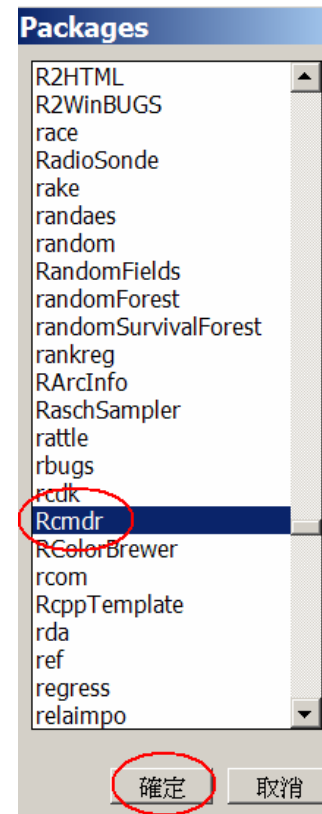 Packages
R2HTML
R2WinBUGS
race
RadioSonde
rake
randaes
random
RandomFields
randomForest
randomSurvivalForest
rankreg
RArcInfo
RaschSampler
rattle
rbugs
rcdk
Rcmdr
RColorBrewer
rcom
RcppTemplate
rda
ref
regress
relaimpo
確定 取消